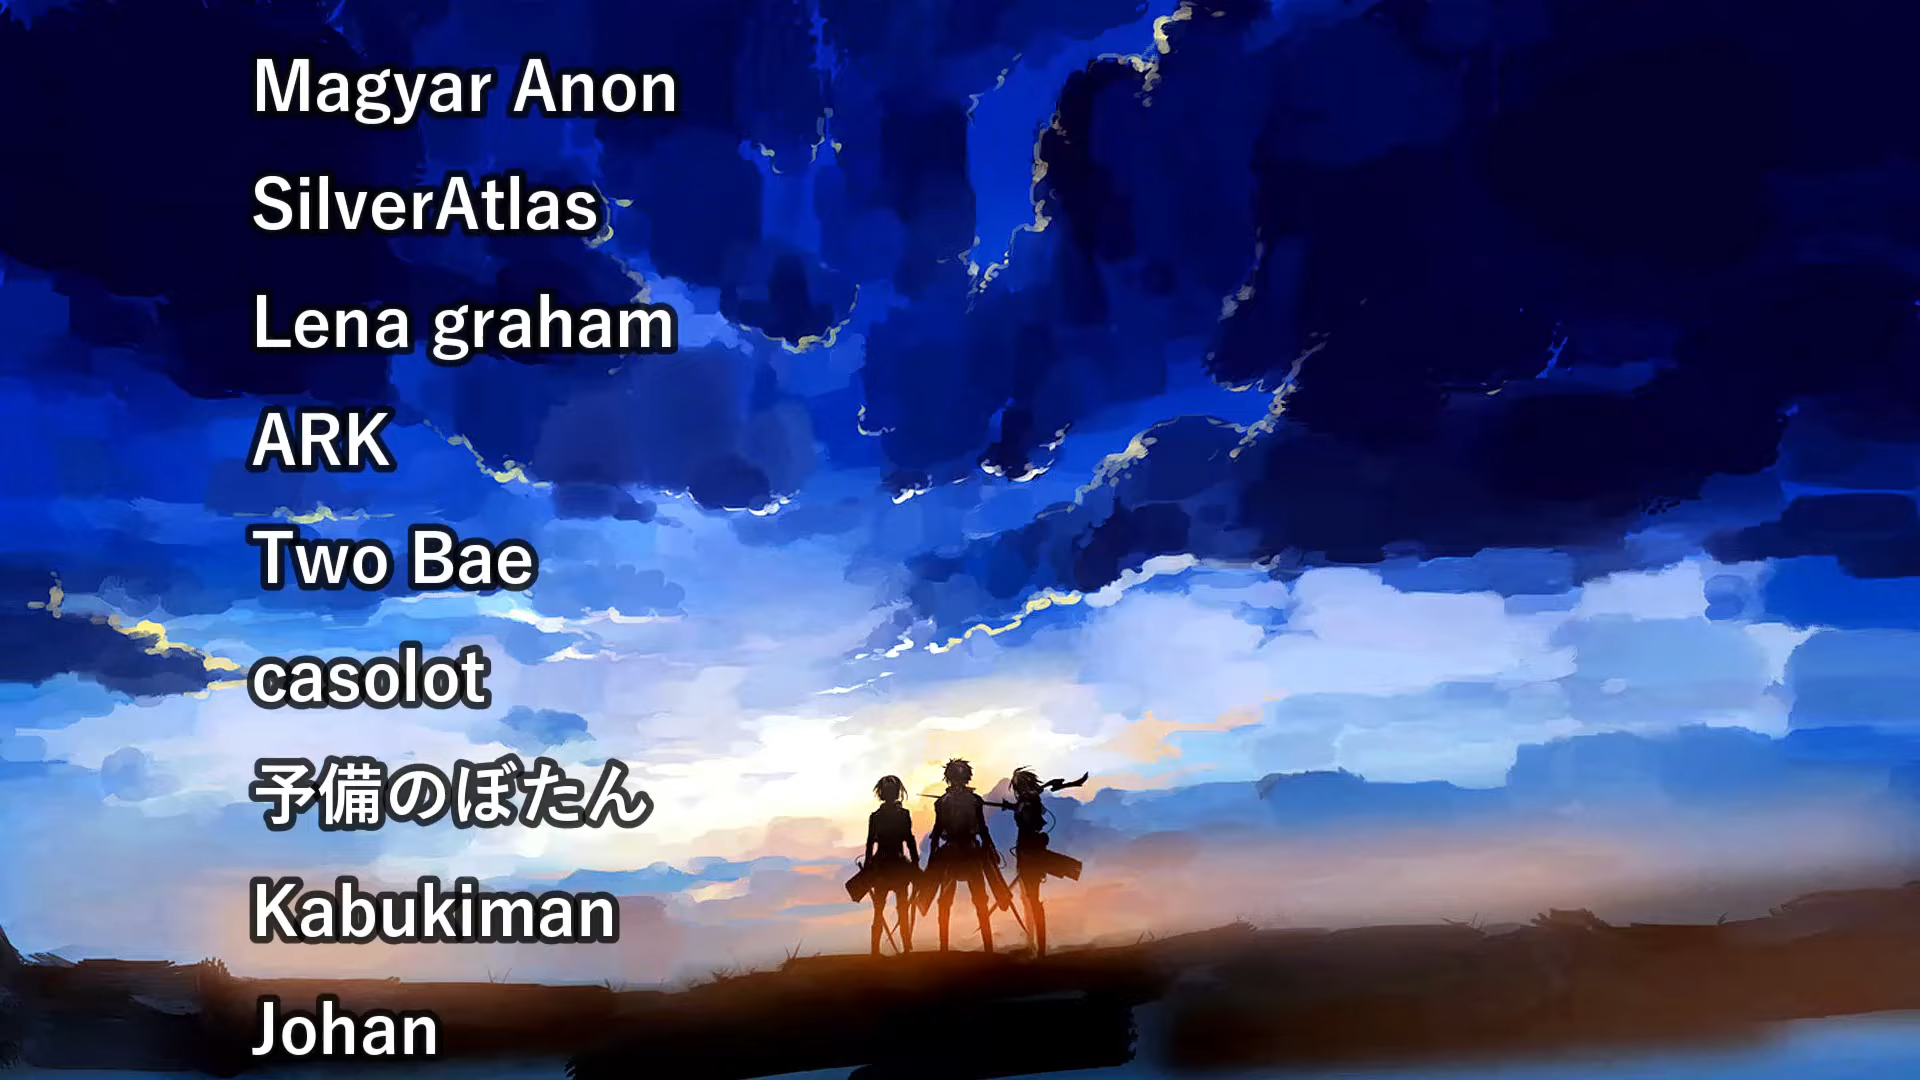 Magyar Anon
SilverAtlas
Lena graham
ARK
Two Bae
casolot
予備のぼたん
Kabukiman
Johan